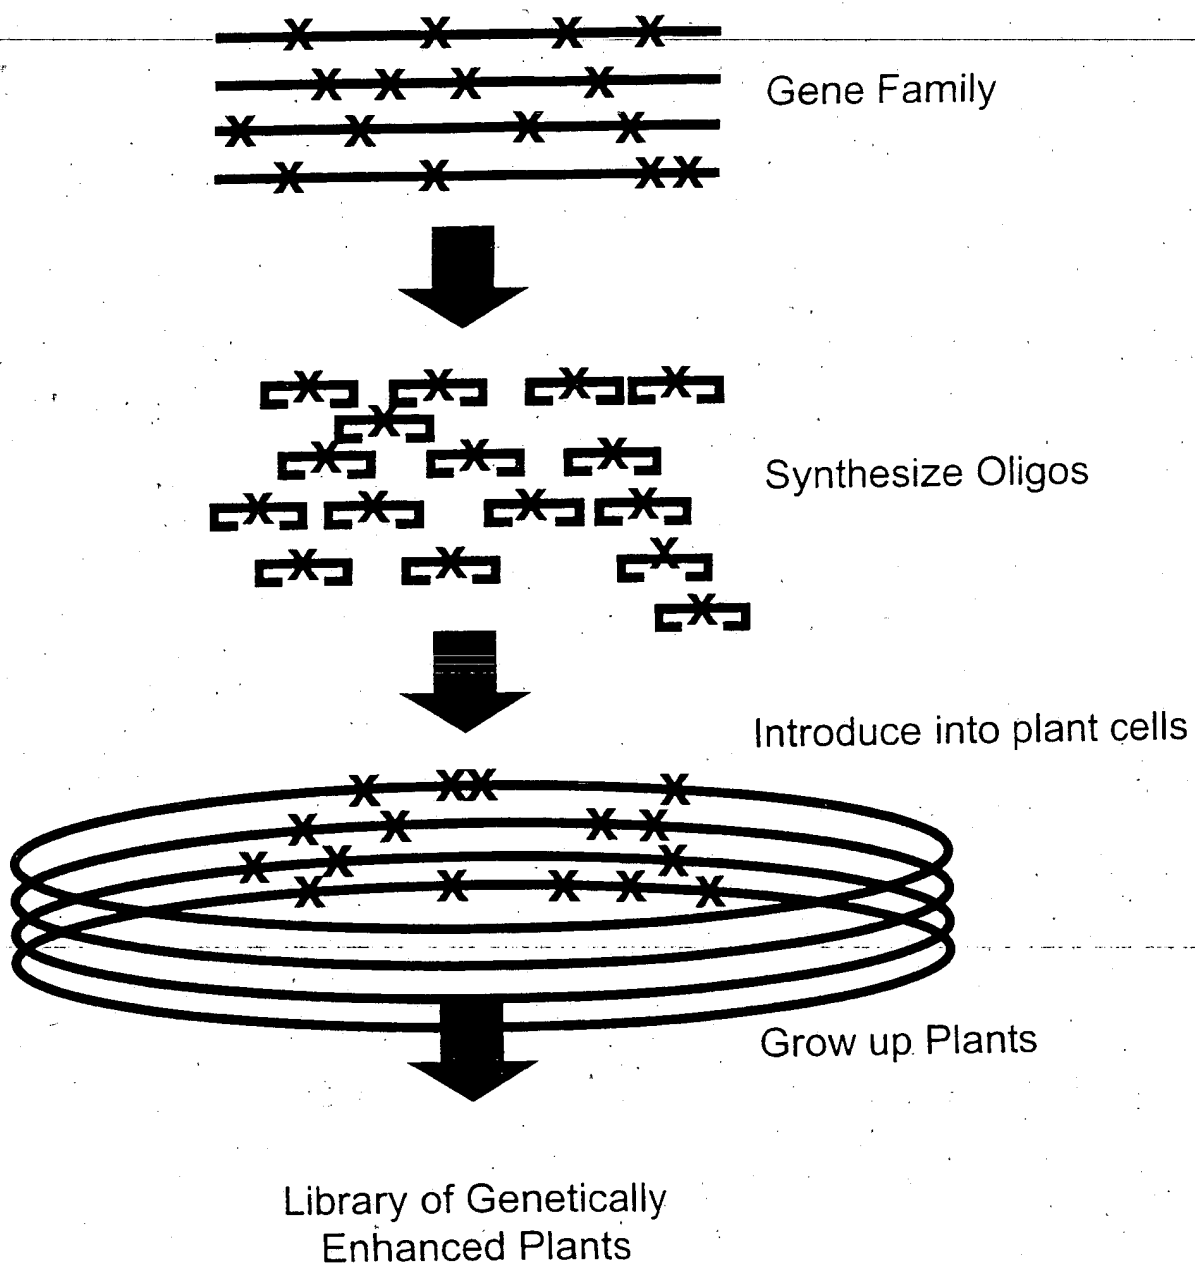 Gene Family
Synthesize Oligos
Introduce into plant cells
Grow up Plants
Library of Genetically
Enhanced Plants